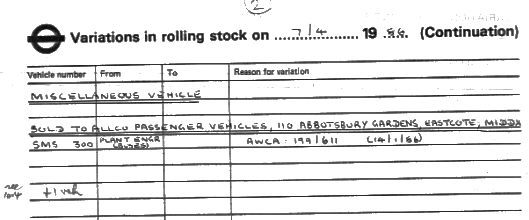 2
Variations in rolling stock on 7/4 19 86. (Continuation)
Vehicle number From To Reason for variation
MISCELLANEOUS VEHICLE
SOLD TO ALLCO PASSENGER VEHICLES, 110 ABBOTSBURY GARDENS, EASTCOTE, MIDDX
SMS 300 PLANT ENGR (BUSES) AWCA: 199/611 (14/1/86)
+1 veh